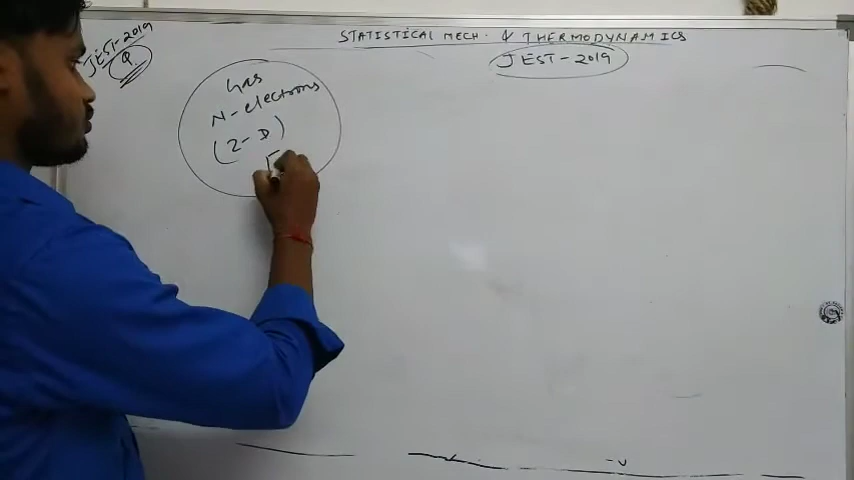 JEST-2019
Q.
STATISTICAL MECH. & THERMODYNAMICS
JEST-2019
Gas
N-electrons
(2-D)